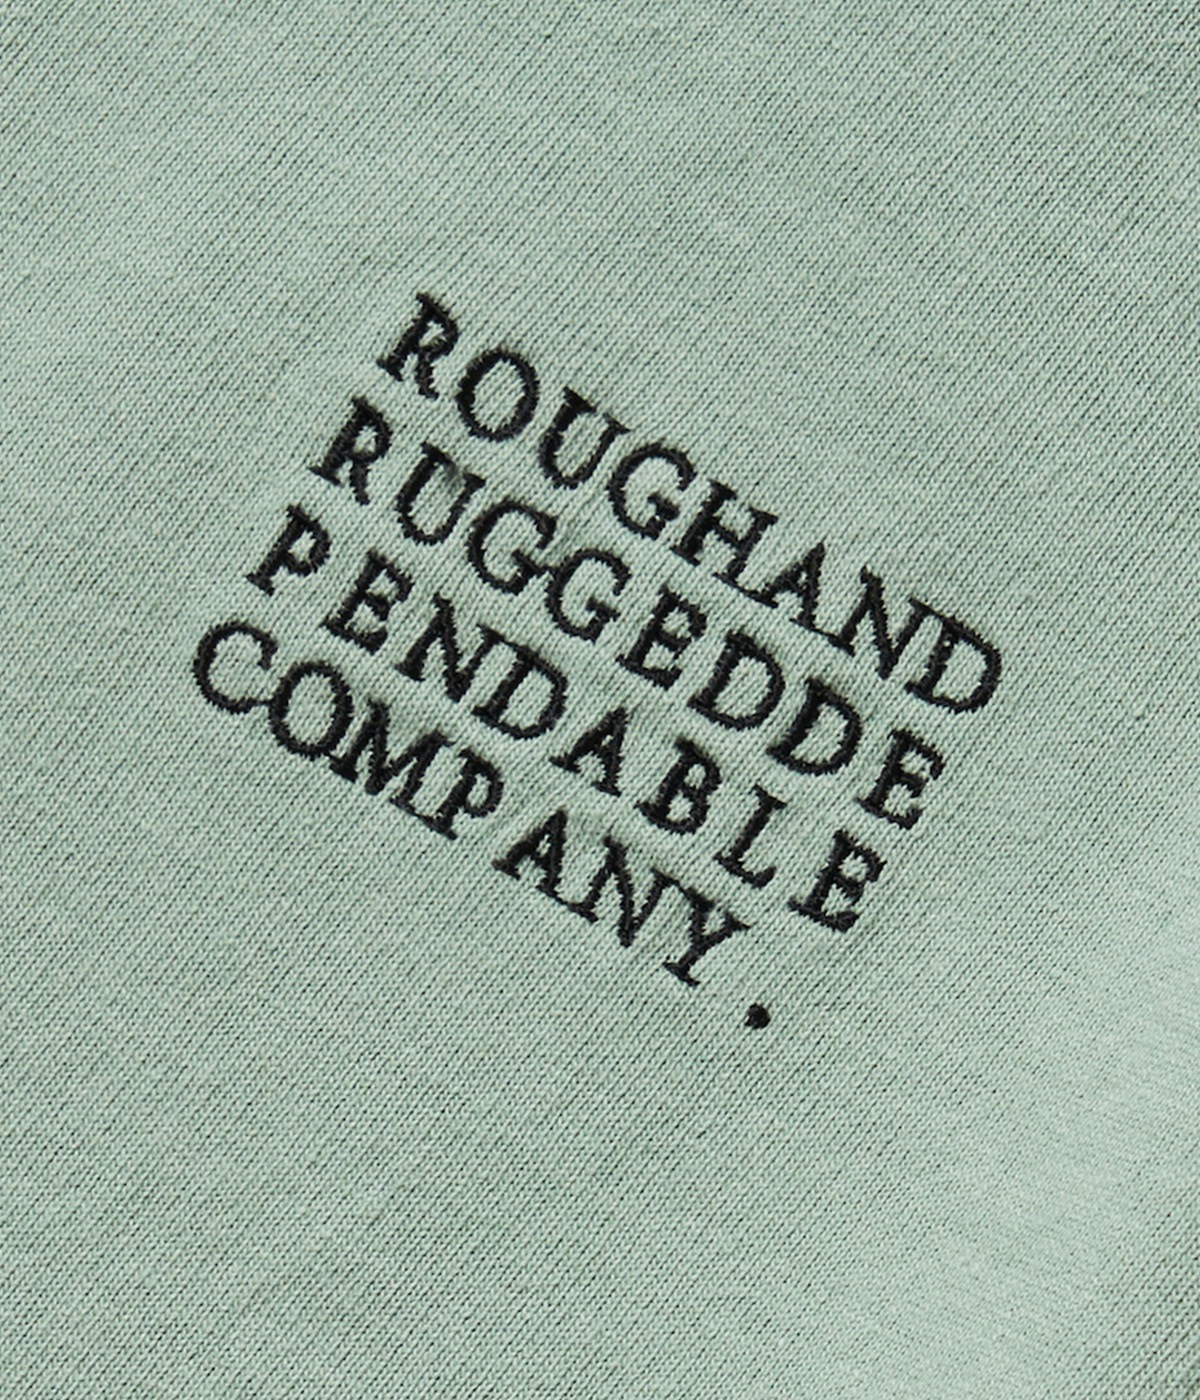 ROUGHAND
RUGGEDDE
PENDABLE
COMPANY.